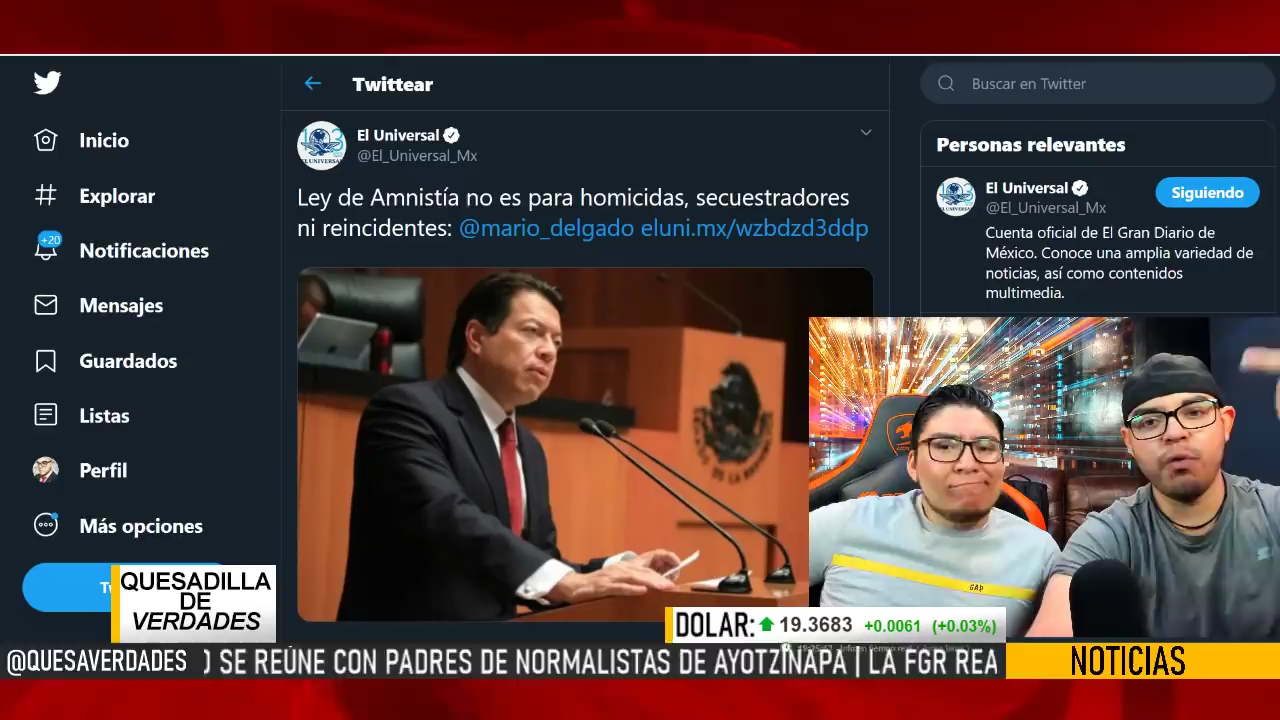 Inicio
Explorar
+20
Notificaciones
Mensajes
Guardados
Listas
Perfil
Más opciones
Twittear
El Universal
@El_Universal_Mx
Ley de Amnistía no es para homicidas, secuestradores
ni reincidentes: @mario_delgado eluni.mx/wzbdzd3ddp
Buscar en Twitter
Personas relevantes
El Universal
@El_Universal_Mx
Siguiendo
Cuenta oficial de El Gran Diario de
México. Conoce una amplia variedad de
noticias, así como contenidos
multimedia.
GAP
QUESADILLA
DE
VERDADES
DOLAR: 19.3683 +0.0061 (+0.03%)
@QUESAVERDADES O SE REÚNE CON PADRES DE NORMALISTAS DE AYOTZINAPA | LA FGR REA
NOTICIAS